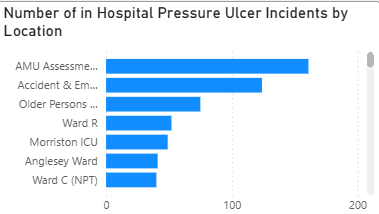 Number of in Hospital Pressure Ulcer Incidents by
Location
AMU Assessme...
Accident & Em...
Older Persons ...
Ward R
Morriston ICU
Anglesey Ward
Ward C (NPT)
0 100 200